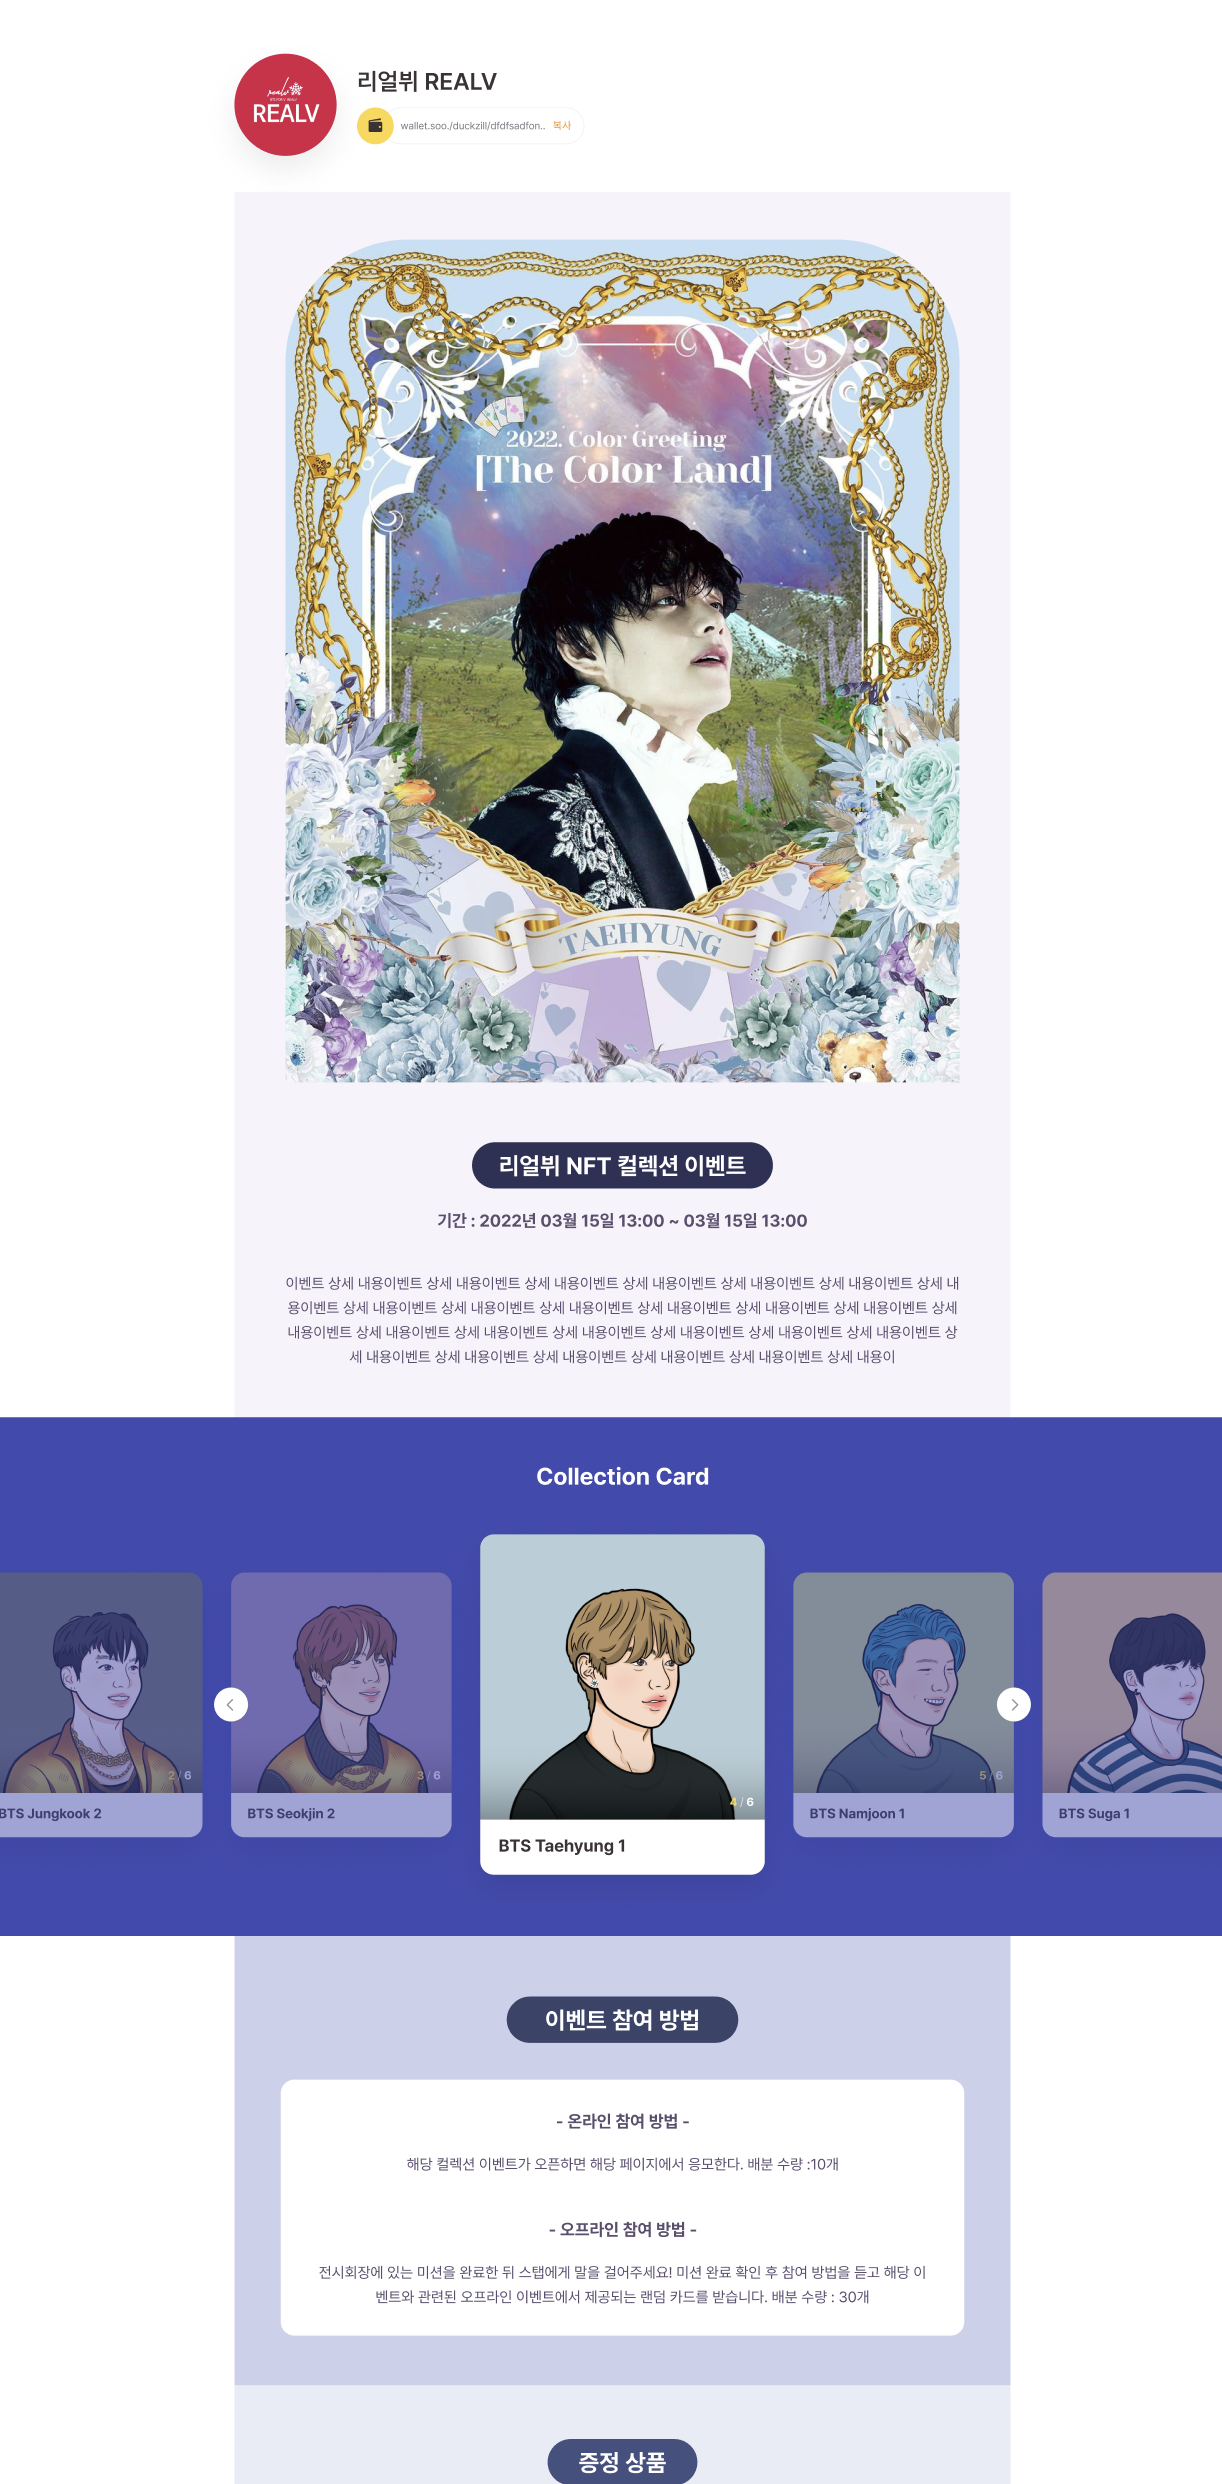 REALV
리얼뷔 REALV
wallet.soo./duckzill/dfdfsadfon.. 복사
2022. Color Greeting
[The Color Land]
TAEHYUNG
리얼뷔 NFT 컬렉션 이벤트
기간 : 2022년 03월 15일 13:00 ~ 03월 15일 13:00
이벤트 상세 내용이벤트 상세 내용이벤트 상세 내용이벤트 상세 내용이벤트 상세 내용이벤트 상세 내용이벤트 상세 내
용이벤트 상세 내용이벤트 상세 내용이벤트 상세 내용이벤트 상세 내용이벤트 상세 내용이벤트 상세 내용이벤트 상세
내용이벤트 상세 내용이벤트 상세 내용이벤트 상세 내용이벤트 상세 내용이벤트 상세 내용이벤트 상세 내용이벤트 상
세 내용이벤트 상세 내용이벤트 상세 내용이벤트 상세 내용이벤트 상세 내용이벤트 상세 내용이
Collection Card
2 / 6
BTS Jungkook 2
3 / 6
BTS Seokjin 2
4 / 6
BTS Taehyung 1
5 / 6
BTS Namjoon 1
BTS Suga 1
이벤트 참여 방법
- 온라인 참여 방법 -
해당 컬렉션 이벤트가 오픈하면 해당 페이지에서 응모한다. 배분 수량 :10개
- 오프라인 참여 방법 -
전시회장에 있는 미션을 완료한 뒤 스탭에게 말을 걸어주세요! 미션 완료 확인 후 참여 방법을 듣고 해당 이
벤트와 관련된 오프라인 이벤트에서 제공되는 랜덤 카드를 받습니다. 배분 수량 : 30개
증정 상품